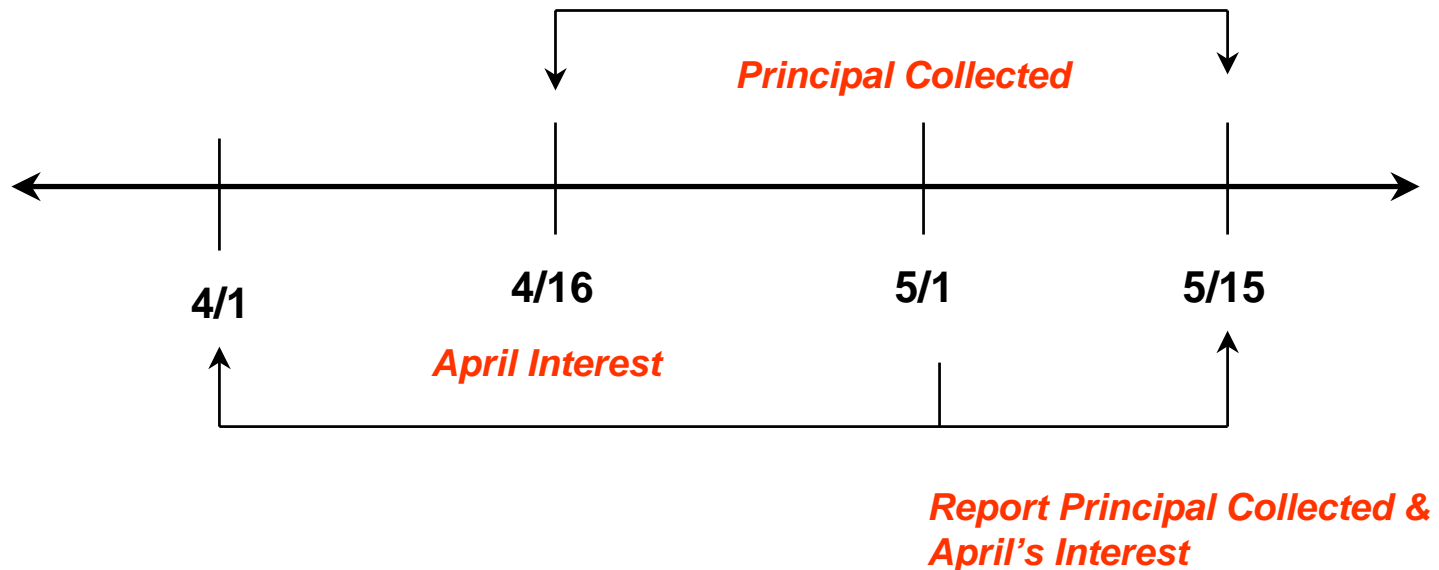 Principal Collected
4/1
4/16
5/1
5/15
April Interest
Report Principal Collected &
April's Interest